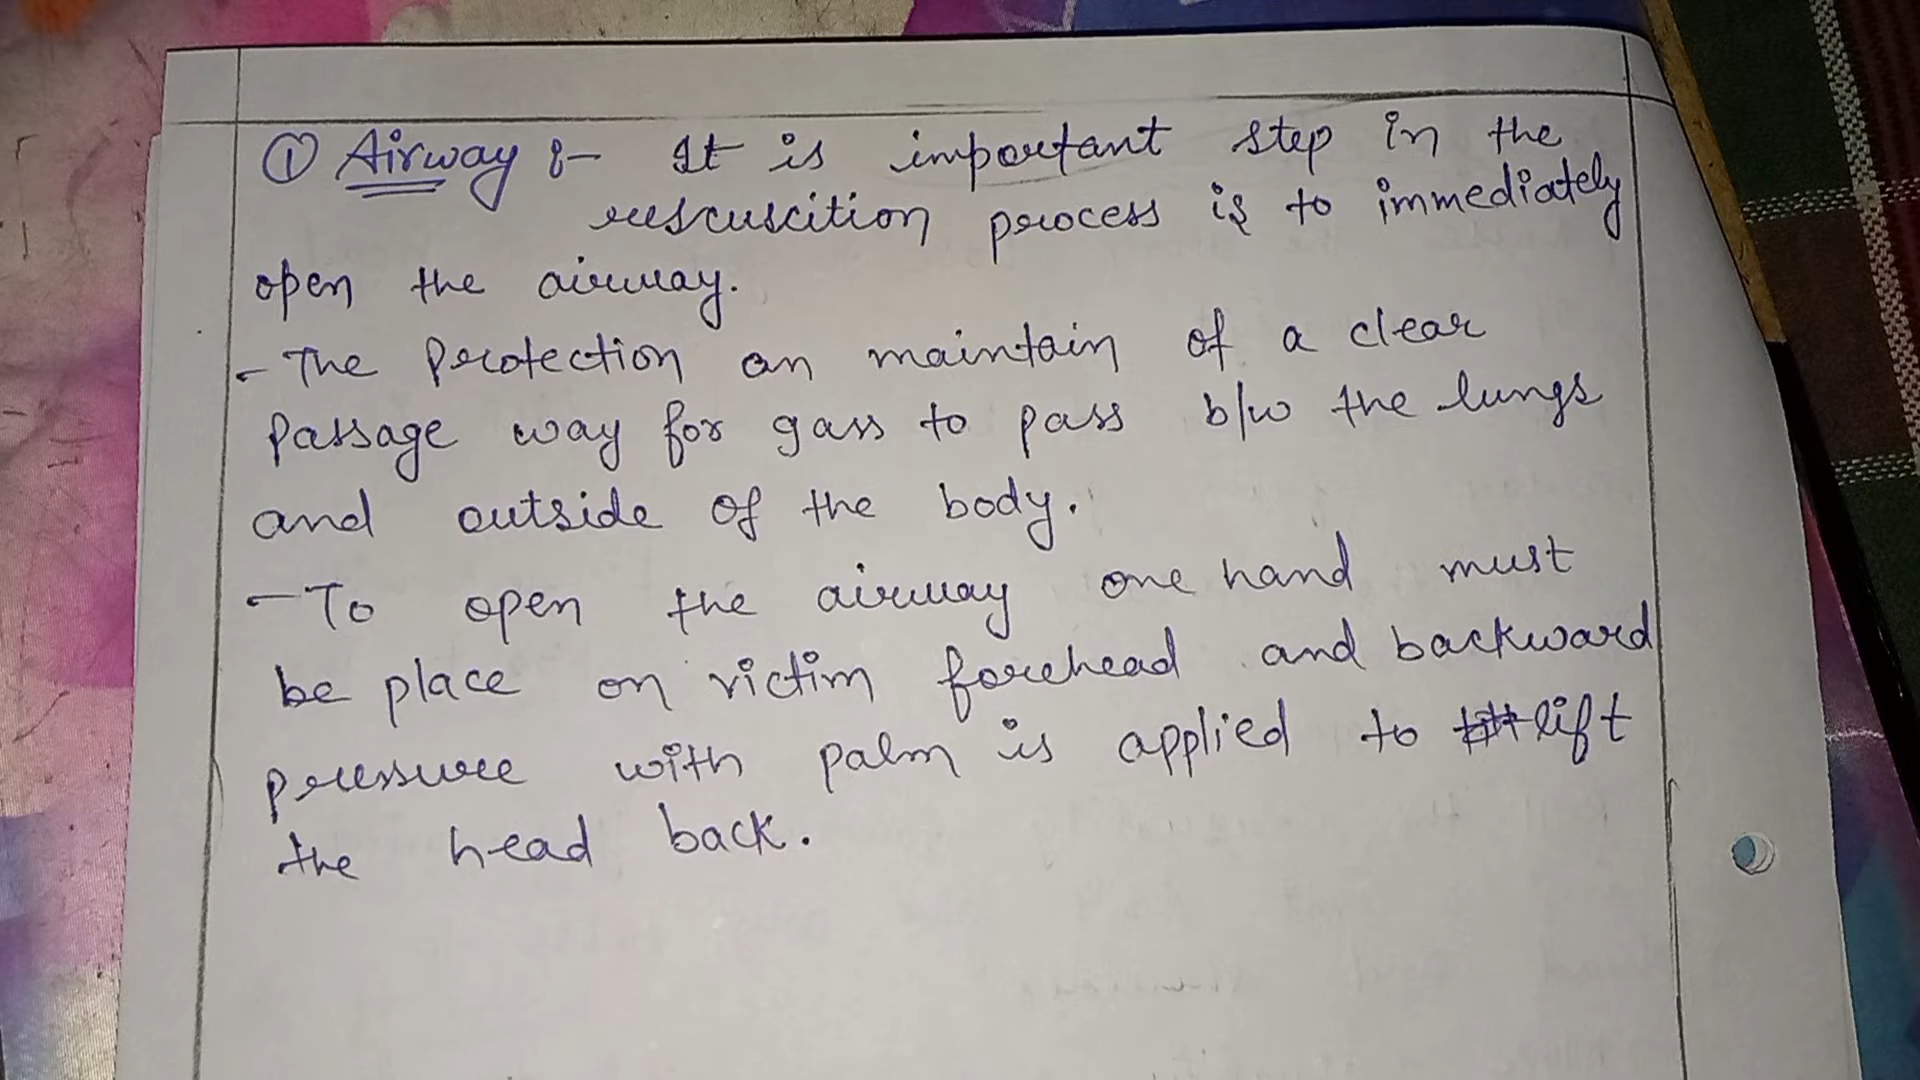 ① Airway :- It is important step in the
resuscuscition process is to immediately
open the airway.
- The Protection an maintain of a clear
Passage way for gass to pass b/w the lungs
and outside of the body.
- To open the airway one hand must
be place on victim forehead and backward
pressure with palm is applied to lift
the head back.